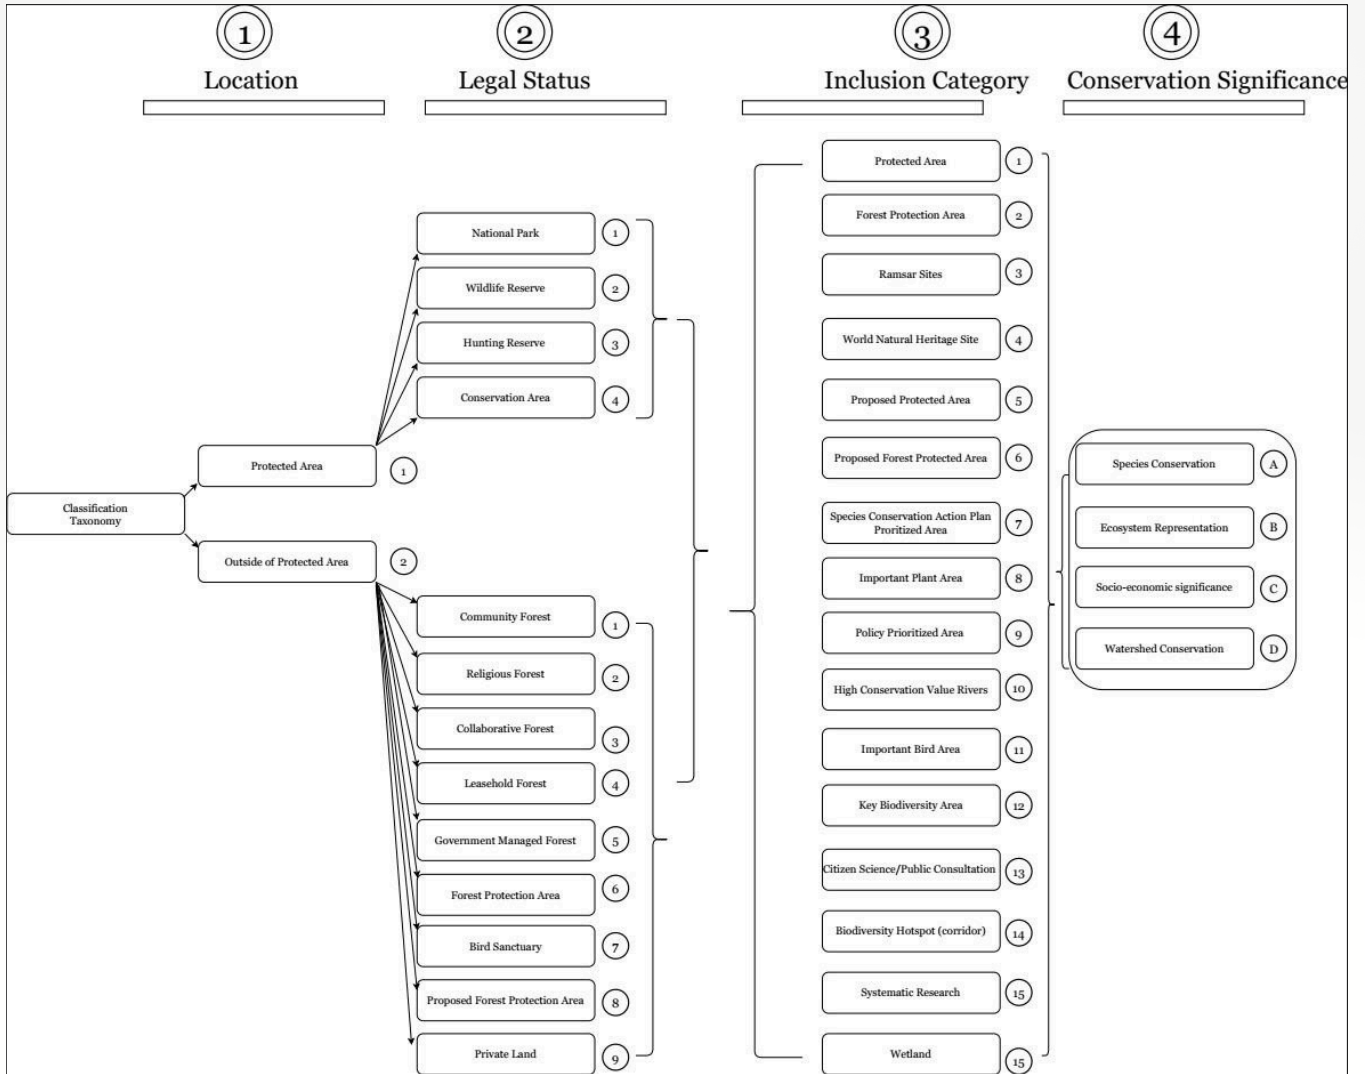 1
Location
2
Legal Status
3
Inclusion Category
4
Conservation Significance
Classification
Taxonomy
Protected Area
1
Outside of Protected Area
2
National Park
1
Wildlife Reserve
2
Hunting Reserve
3
Conservation Area
4
Community Forest
1
Religious Forest
2
Collaborative Forest
3
Leasehold Forest
4
Government Managed Forest
5
Forest Protection Area
6
Bird Sanctuary
7
Proposed Forest Protection Area
8
Private Land
9
Protected Area
1
Forest Protection Area
2
Ramsar Sites
3
World Natural Heritage Site
4
Proposed Protected Area
5
Proposed Forest Protected Area
6
Species Conservation Action Plan
Proritized Area
7
Important Plant Area
8
Policy Prioritized Area
9
High Conservation Value Rivers
10
Important Bird Area
11
Key Biodiversity Area
12
Citizen Science/Public Consultation
13
Biodiversity Hotspot (corridor)
14
Systematic Research
15
Wetland
15
Species Conservation
A
Ecosystem Representation
B
Socio-economic significance
C
Watershed Conservation
D